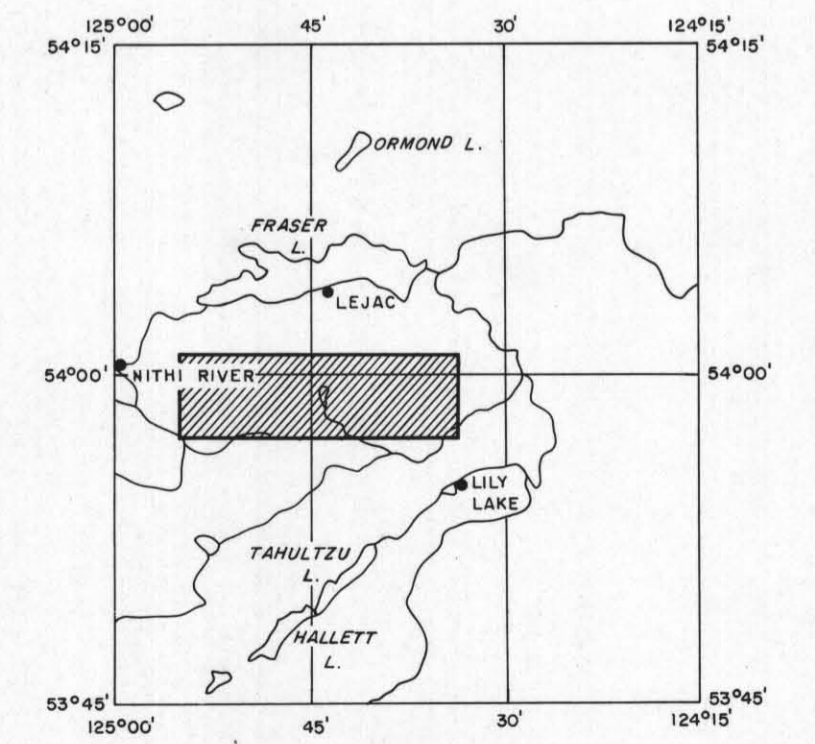 125°00' 45' 30' 124°15'
54°15' 54°15'
ORMOND L.
FRASER
L.
LEJAC
54°00' NITHI RIVER 54°00'
LILY
LAKE
TAHULTZU
L.
HALLETT
L.
53°45' 53°45'
125°00' 45' 30' 124°15'